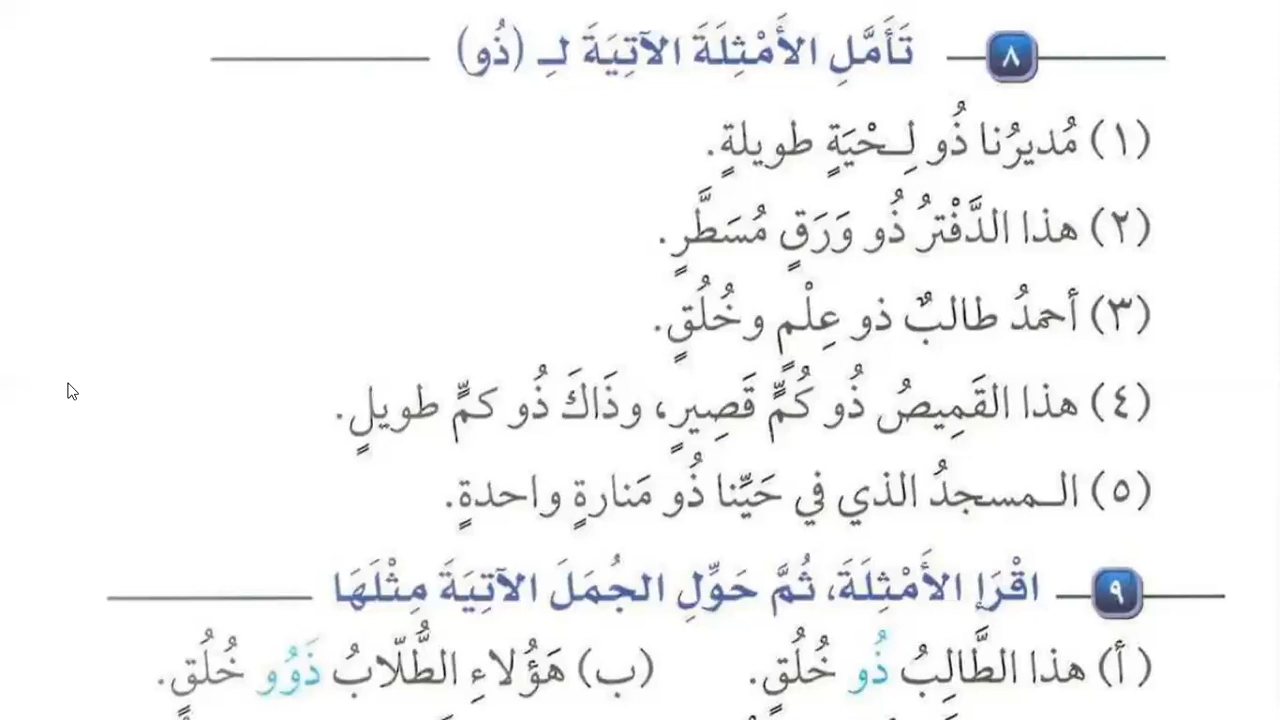 ٨ تَأَمَّلِ الأَمْثِلَةَ الآتِيَةَ لِـ (ذُو)
(١) مُديرُنا ذُو لِـحْيَةٍ طويلةٍ.
(٢) هذا الدَّفْترُ ذُو وَرَقٍ مُسَطَّرٍ.
(٣) أحمدُ طالبٌ ذو عِلْمٍ وخُلُقٍ.
(٤) هذا القَمِيصُ ذُو كُمٍّ قَصِيرٍ، وذَاكَ ذُو كمٍّ طويلٍ.
(٥) الـمسجدُ الذي في حَيِّنا ذُو مَنارةٍ واحدةٍ.
٩ اقْرَإِ الأَمْثِلَةَ، ثُمَّ حَوِّلِ الجُمَلَ الآتِيَةَ مِثْلَهَا
(أ) هذا الطَّالِبُ ذُو خُلُقٍ. (ب) هَؤُلاءِ الطُّلّابُ ذَوُو خُلُقٍ.